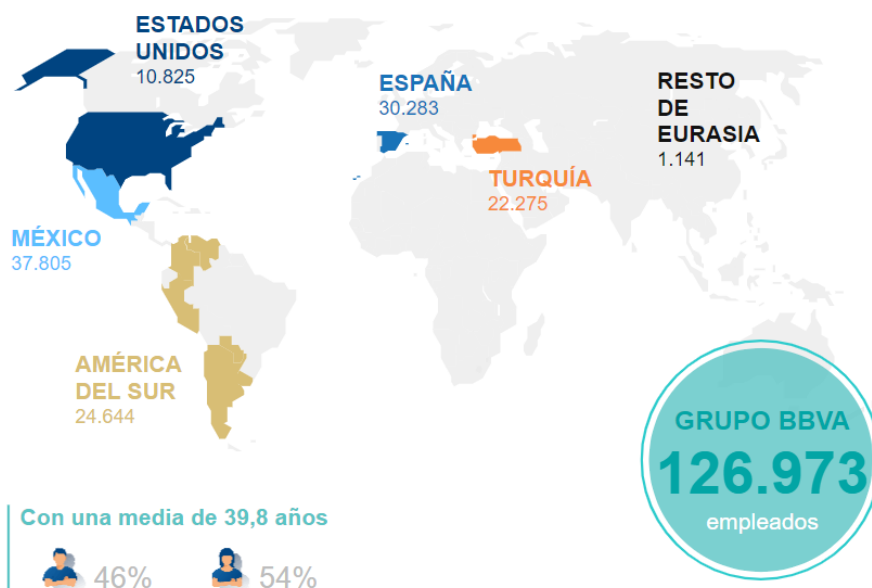 ESTADOS
UNIDOS
10.825
ESPAÑA
30.283
RESTO
DE
EURASIA
1.141
TURQUÍA
22.275
MÉXICO
37.805
AMÉRICA
DEL SUR
24.644
GRUPO BBVA
126.973
empleados
Con una media de 39,8 años
46%
54%